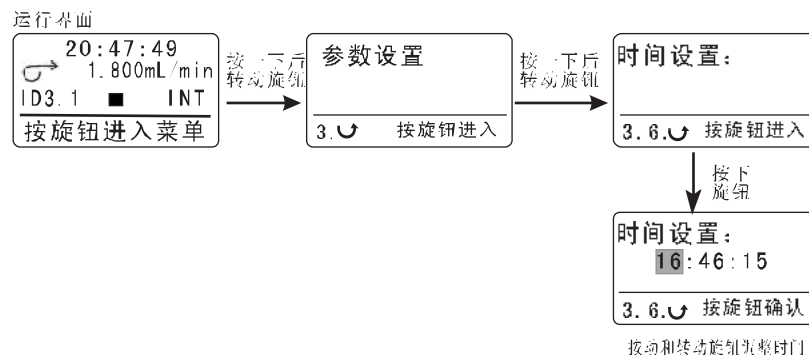 运行界面
20:47:49
1.800mL/min
ID3.1 ■ INT
按旋钮进入菜单
按一下后
转动旋钮
参数设置
3.按旋钮进入
按一下后
转动旋钮
时间设置：
3.6.按旋钮进入
按下
旋钮
时间设置：
16:46:15
3.6.按旋钮确认
按动和转动旋钮调整时间